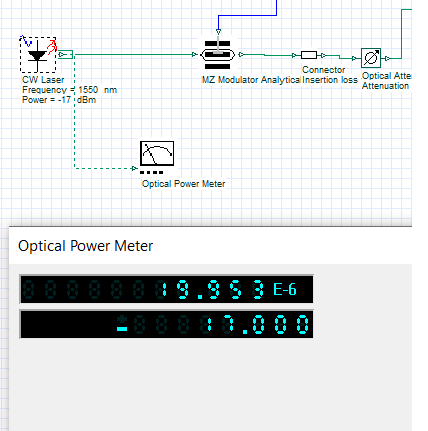 CW Laser
Frequency = 1550 nm
Power = -17 dBm
MZ Modulator Analytical
Connector
Insertion loss
Optical Atte
Attenuation
Optical Power Meter
Optical Power Meter
19.953 E-6
-17.000